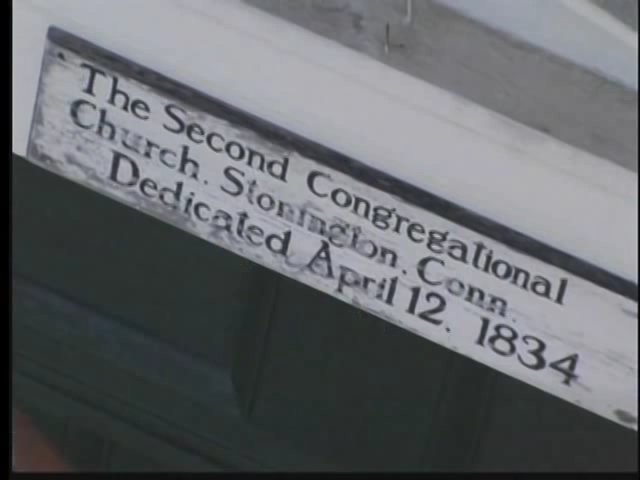 The Second Congregational
Church. Stonington. Conn.
Dedicated April 12. 1834